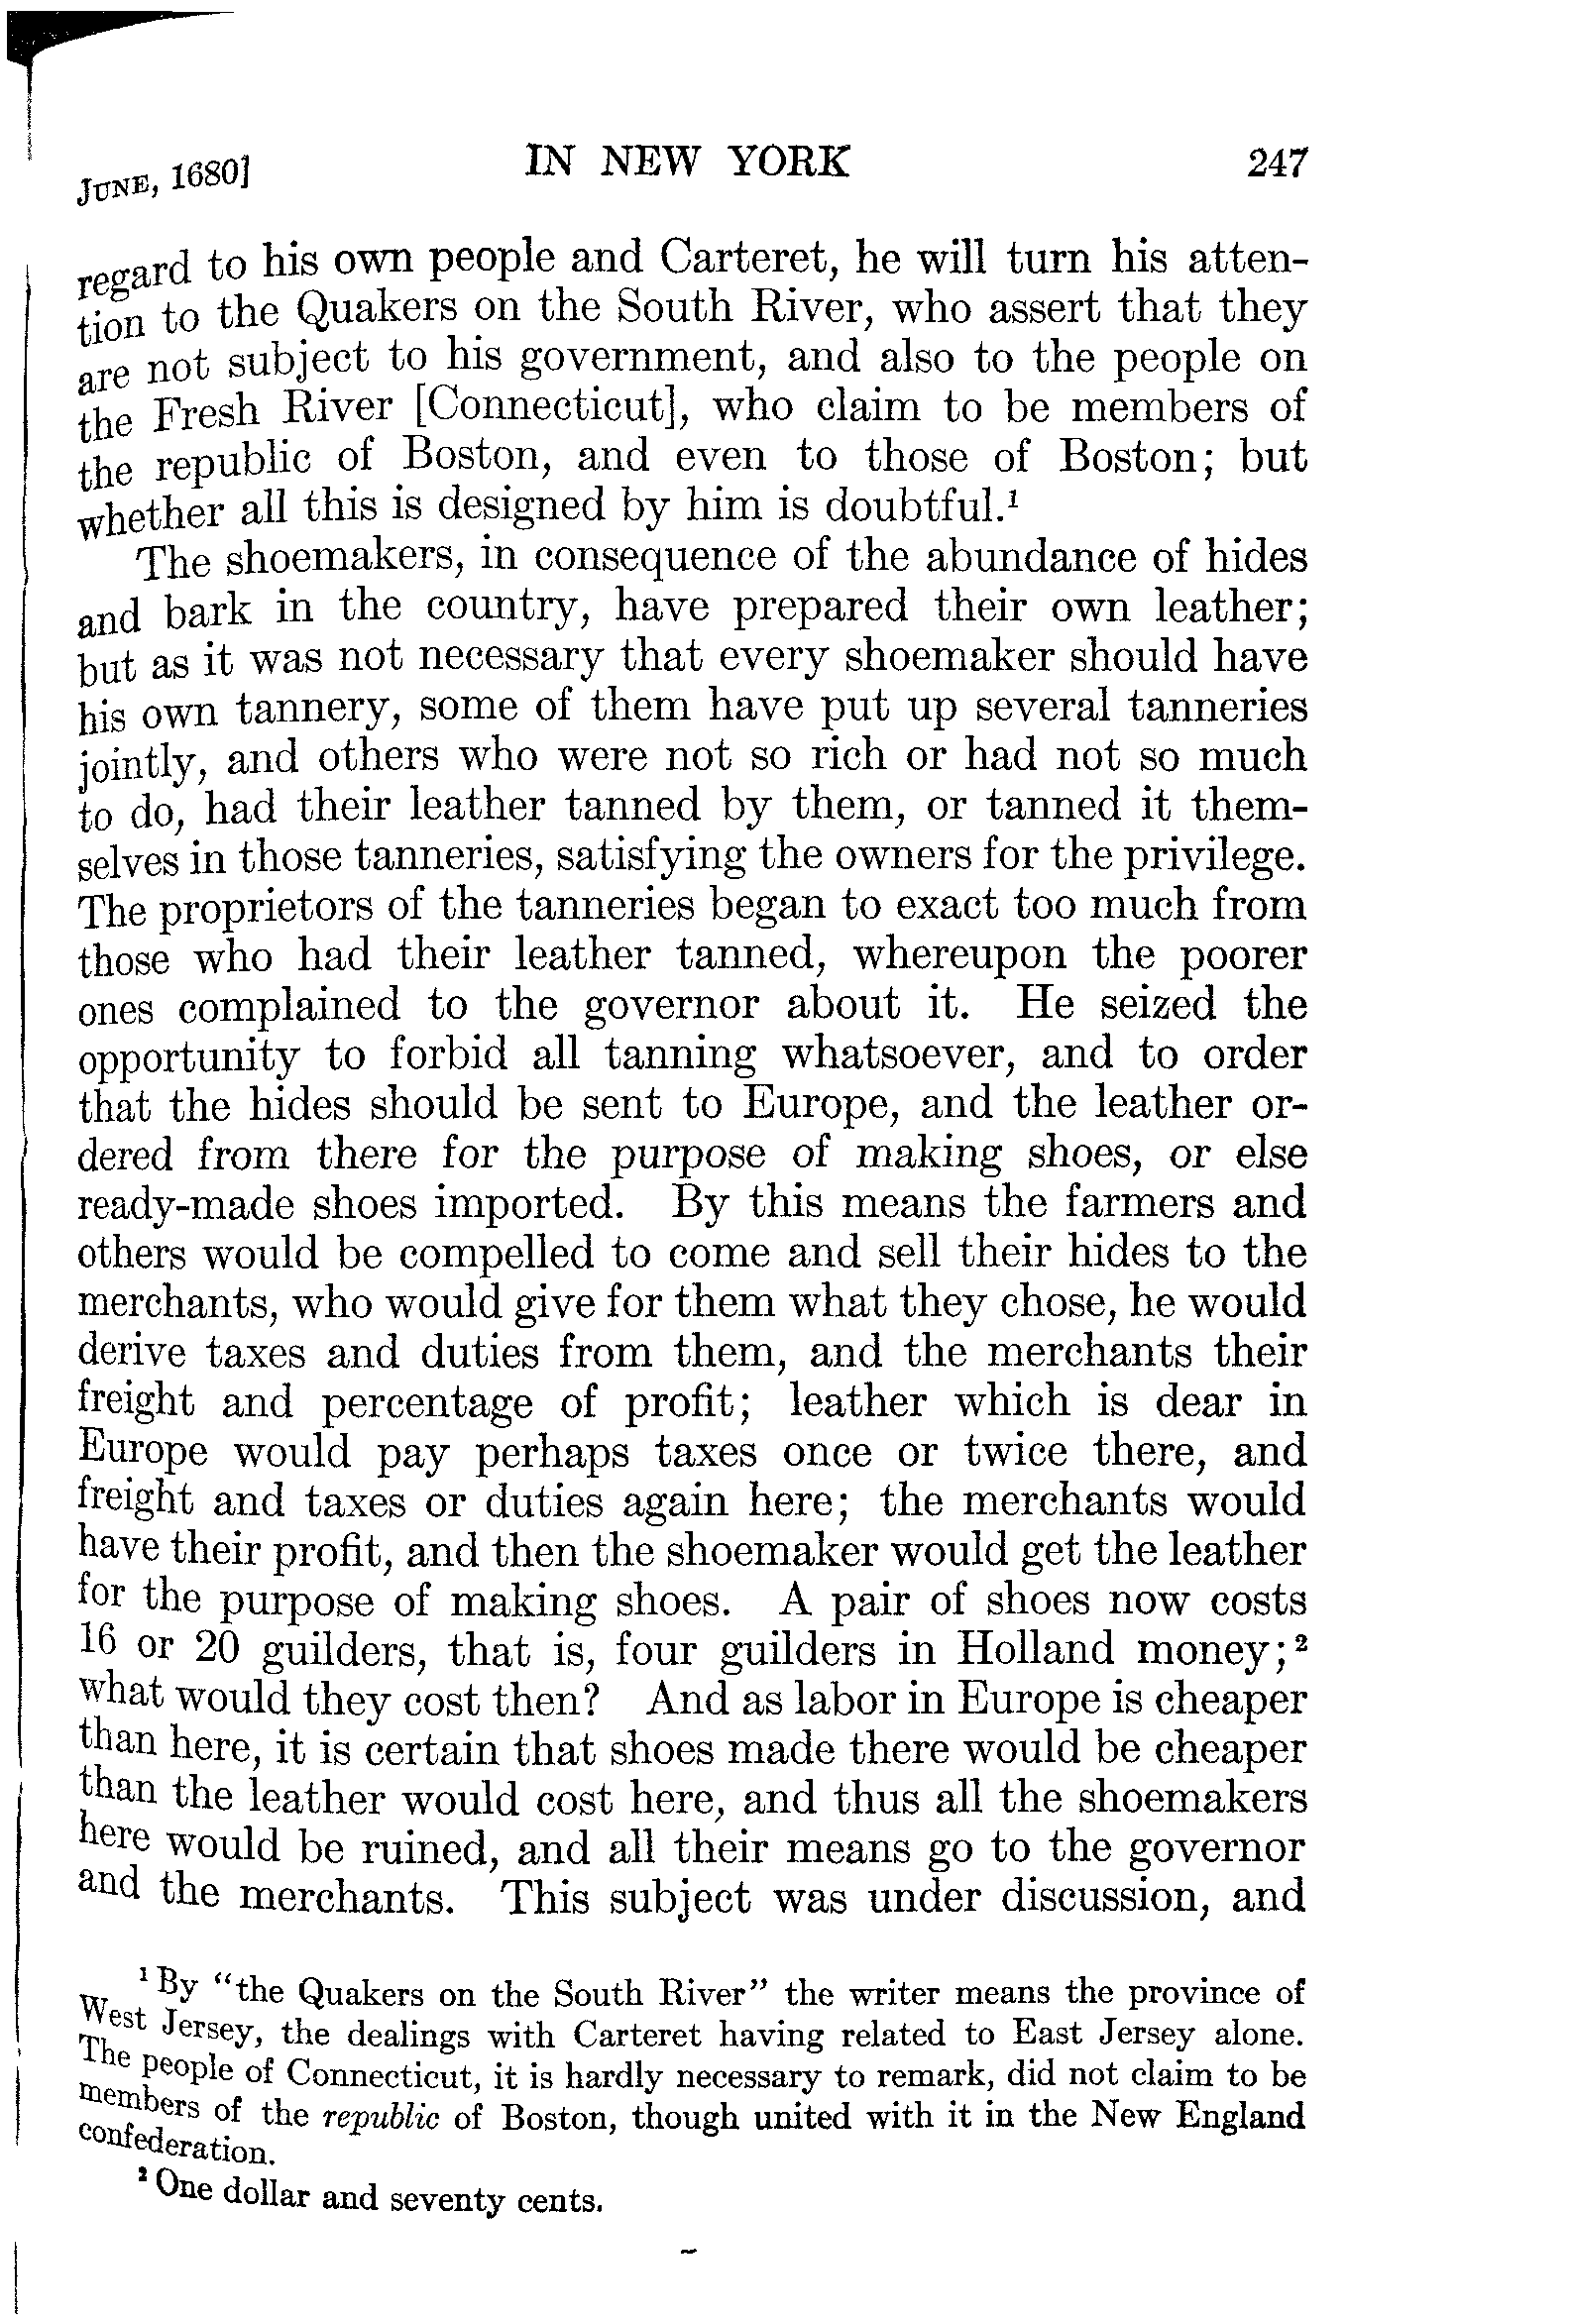 JUNE, 1680] IN NEW YORK 247
regard to his own people and Carteret, he will turn his atten-
tion to the Quakers on the South River, who assert that they
are not subject to his government, and also to the people on
the Fresh River [Connecticut], who claim to be members of
the republic of Boston, and even to those of Boston; but
whether all this is designed by him is doubtful.¹
The shoemakers, in consequence of the abundance of hides
and bark in the country, have prepared their own leather;
but as it was not necessary that every shoemaker should have
his own tannery, some of them have put up several tanneries
jointly, and others who were not so rich or had not so much
to do, had their leather tanned by them, or tanned it them-
selves in those tanneries, satisfying the owners for the privilege.
The proprietors of the tanneries began to exact too much from
those who had their leather tanned, whereupon the poorer
ones complained to the governor about it. He seized the
opportunity to forbid all tanning whatsoever, and to order
that the hides should be sent to Europe, and the leather or-
dered from there for the purpose of making shoes, or else
ready-made shoes imported. By this means the farmers and
others would be compelled to come and sell their hides to the
merchants, who would give for them what they chose, he would
derive taxes and duties from them, and the merchants their
freight and percentage of profit; leather which is dear in
Europe would pay perhaps taxes once or twice there, and
freight and taxes or duties again here; the merchants would
have their profit, and then the shoemaker would get the leather
for the purpose of making shoes. A pair of shoes now costs
16 or 20 guilders, that is, four guilders in Holland money;²
what would they cost then? And as labor in Europe is cheaper
than here, it is certain that shoes made there would be cheaper
than the leather would cost here, and thus all the shoemakers
here would be ruined, and all their means go to the governor
and the merchants. This subject was under discussion, and
¹ By "the Quakers on the South River" the writer means the province of
West Jersey, the dealings with Carteret having related to East Jersey alone.
The people of Connecticut, it is hardly necessary to remark, did not claim to be
members of the republic of Boston, though united with it in the New England
confederation.
² One dollar and seventy cents.